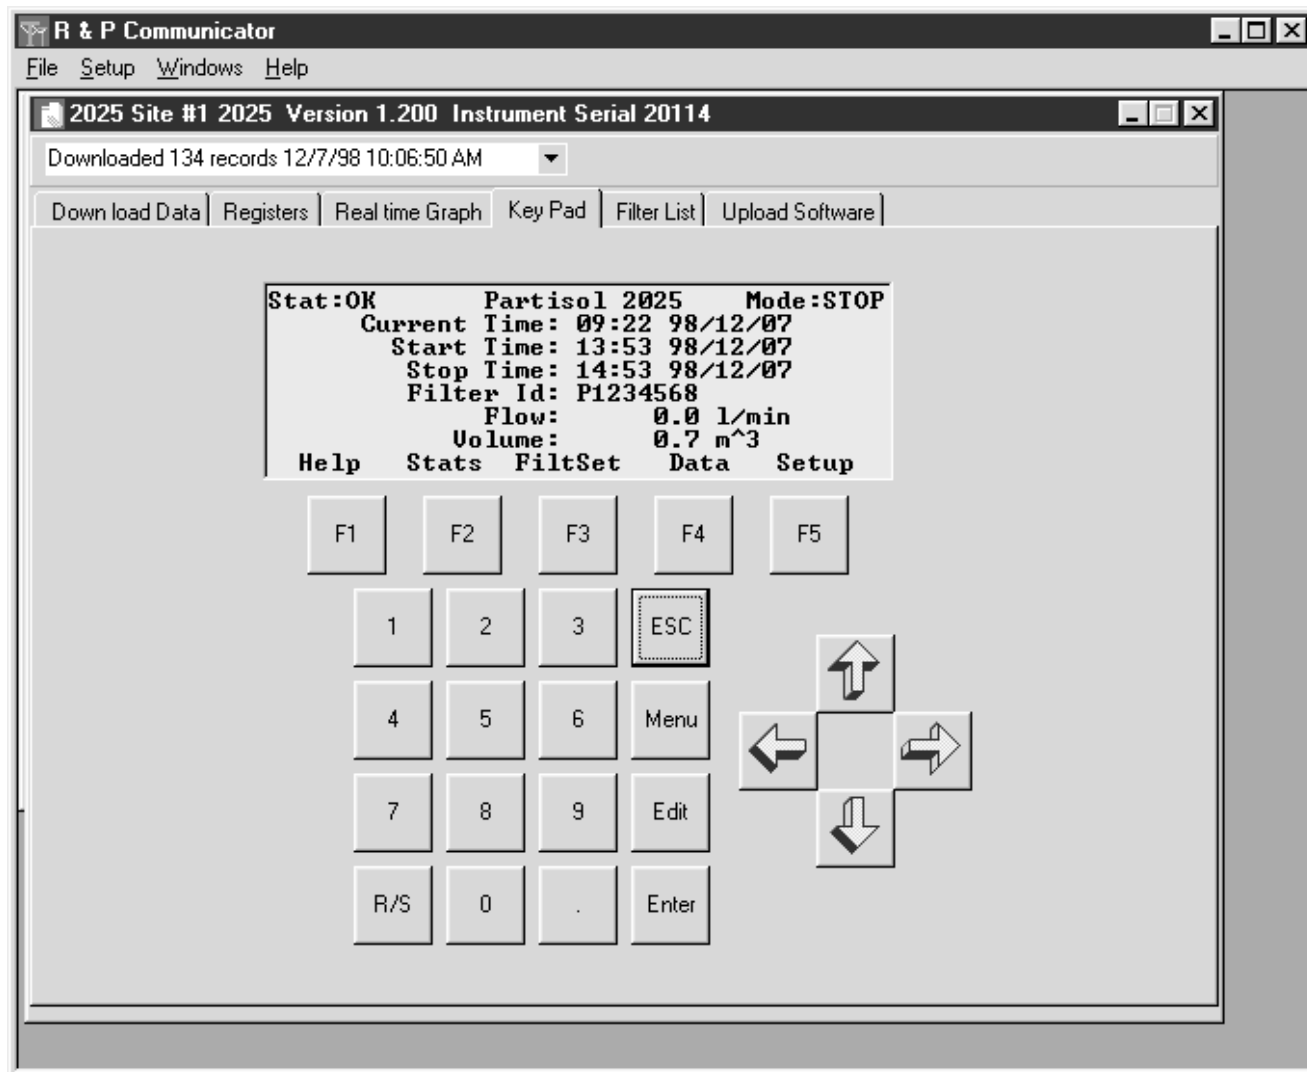 R & P Communicator
File Setup Windows Help
2025 Site #1 2025 Version 1.200 Instrument Serial 20114
Downloaded 134 records 12/7/98 10:06:50 AM
Down load Data Registers Real time Graph Key Pad Filter List Upload Software
Stat:OK Partisol 2025 Mode:STOP
Current Time: 09:22 98/12/07
Start Time: 13:53 98/12/07
Stop Time: 14:53 98/12/07
Filter Id: P1234568
Flow: 0.0 l/min
Volume: 0.7 m^3
Help Stats FiltSet Data Setup
F1 F2 F3 F4 F5
1 2 3 ESC
4 5 6 Menu
7 8 9 Edit
R/S 0 . Enter